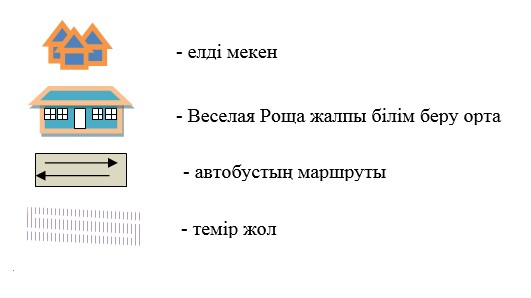 - елді мекен
- Веселая Роща жалпы білім беру орта
- автобустың маршруты
- темір жол